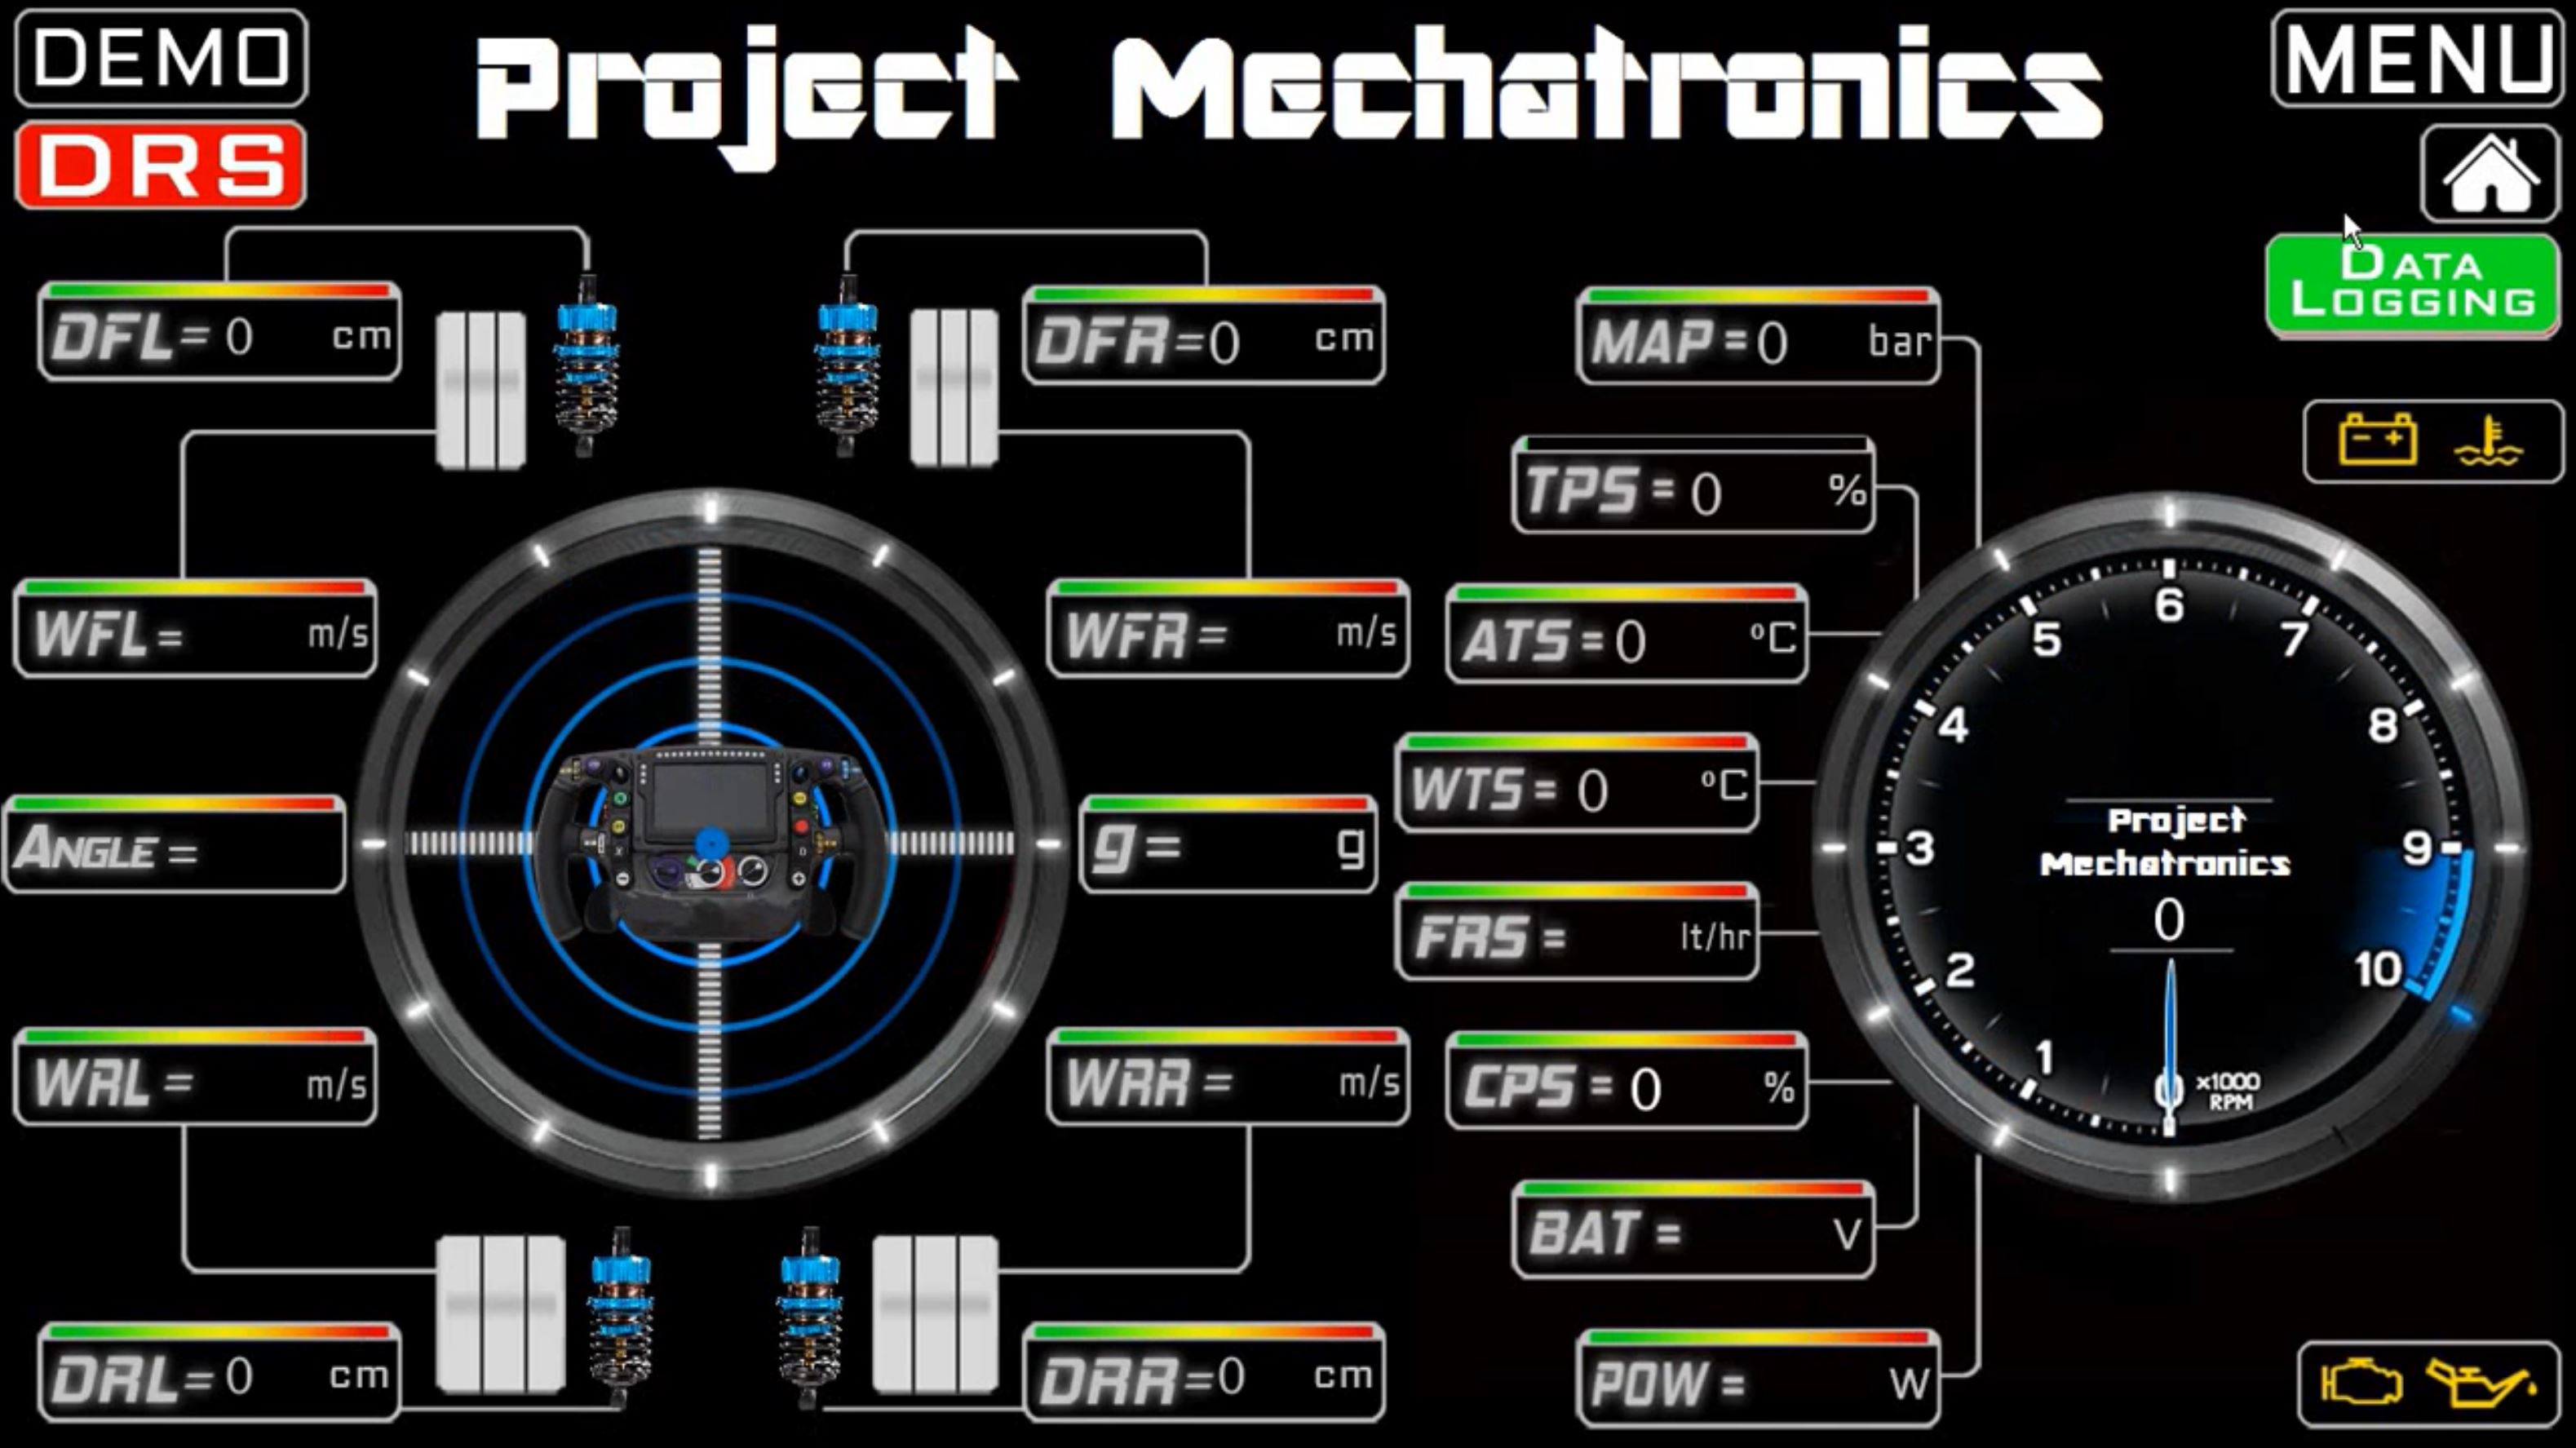 DEMO
Project Mechatronics
MENU
DRS
DATA
LOGGING
DFL= 0 cm
DFR=0 cm
MAP=0 bar
TPS= 0 %
WFL= m/s
WFR= m/s
ATS=0 ºC
WTS= 0 ºC
ANGLE =
g= g
FRS = lt/hr
WRL = m/s
WRR = m/s
CPS = 0 %
BAT = V
DRL=0 cm
DRR=0 cm
POW = W
6
5
7
4
8
Project
Mechatronics
3
9
0
2
10
1
0
x1000
RPM